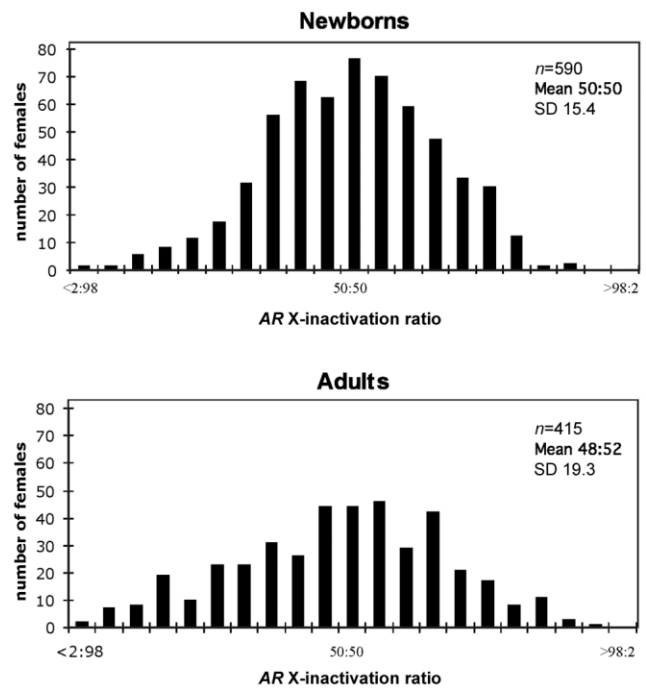 Newborns
80
70
60
50
40
30
20
10
0
number of females
n=590
Mean 50:50
SD 15.4
<2:98
50:50
>98:2
AR X-inactivation ratio
Adults
80
70
60
50
40
30
20
10
0
number of females
n=415
Mean 48:52
SD 19.3
<2:98
50:50
>98:2
AR X-inactivation ratio